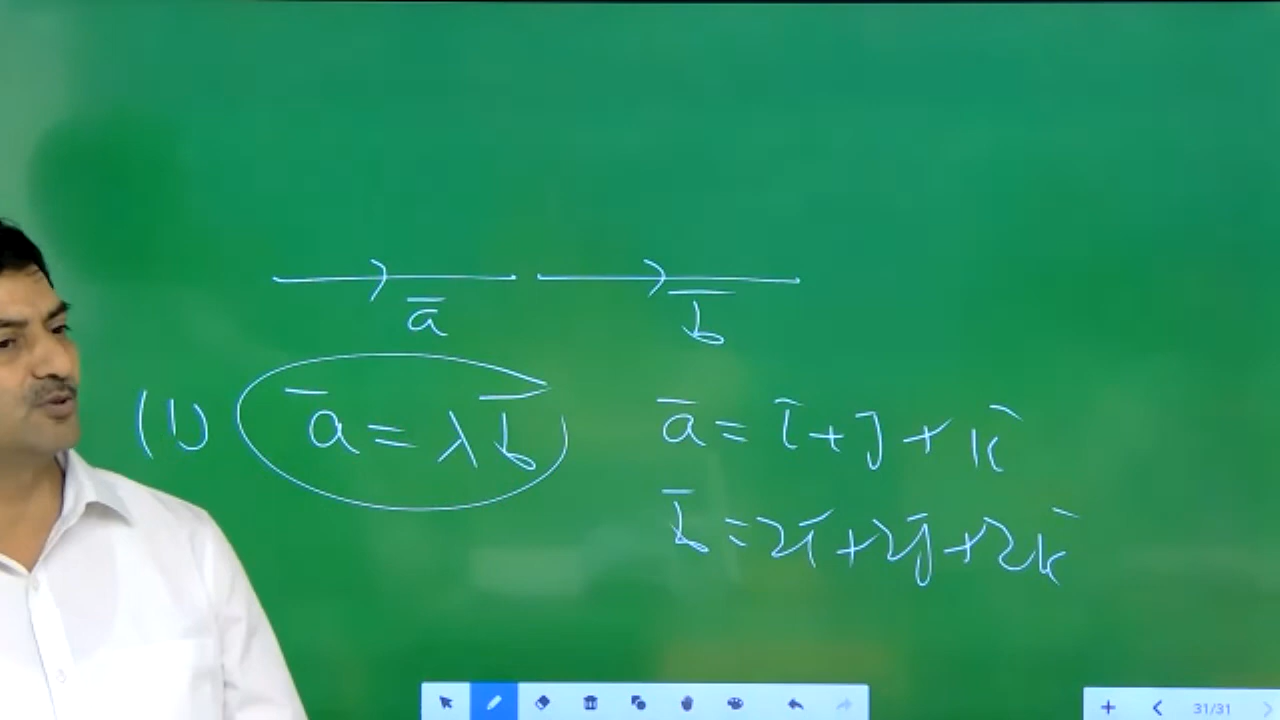 a̅ b̅
(1) a̅ = λb̅
a̅ = i̅ + j̅ + k̅
b̅ = 2i̅ + 2j̅ + 2k̅
31/31